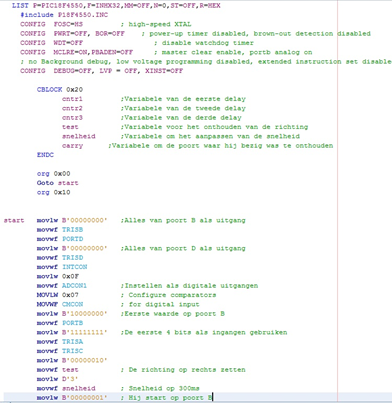 LIST P=PIC18F4550,F=INHX32,MM=OFF,N=0,ST=OFF,R=HEX
#include P18F4550.INC
CONFIG FOSC=HS ; high-speed XTAL
CONFIG PWRT=OFF, BOR=OFF ; power-up timer disabled, brown-out detection disabled
CONFIG WDT=OFF ; disable watchdog timer
CONFIG MCLRE=ON,PBADEN=OFF ; master clear enable, portb analog on
; no Background debug, low voltage programming disabled, extended instruction set disable
CONFIG DEBUG=OFF, LVP = OFF, XINST=OFF
CBLOCK 0x20
cntr1 ;Variabele van de eerste delay
cntr2 ;Variabele van de tweede delay
cntr3 ;Variabele van de derde delay
test ;Variabele voor het onthouden van de richting
snelheid ;Variabele om het aanpassen van de snelheid
carry ;Variabele om de poort waar hij bezig was te onthouden
ENDC
org 0x00
Goto start
org 0x10
start movlw B'00000000' ;Alles van poort B als uitgang
movwf TRISB
movwf PORTD
movlw B'00000000' ;Alles van poort D als uitgang
movwf TRISD
movwf INTCON
movlw 0x0F
movwf ADCON1 ;Instellen als digitale uitgangen
MOVLW 0x07 ; Configure comparators
MOVWF CMCON ; for digital input
movlw B'10000000' ;Eerste waarde op poort B
movwf PORTB
movlw B'11111111' ;De eerste 4 bits als ingangen gebruiken
movwf TRISA
movwf TRISC
movlw B'00000010'
movwf test ; De richting op rechts zetten
movlw D'3'
movwf snelheid ; Snelheid op 300ms
movlw B'00000001' ; Hij start op poort B